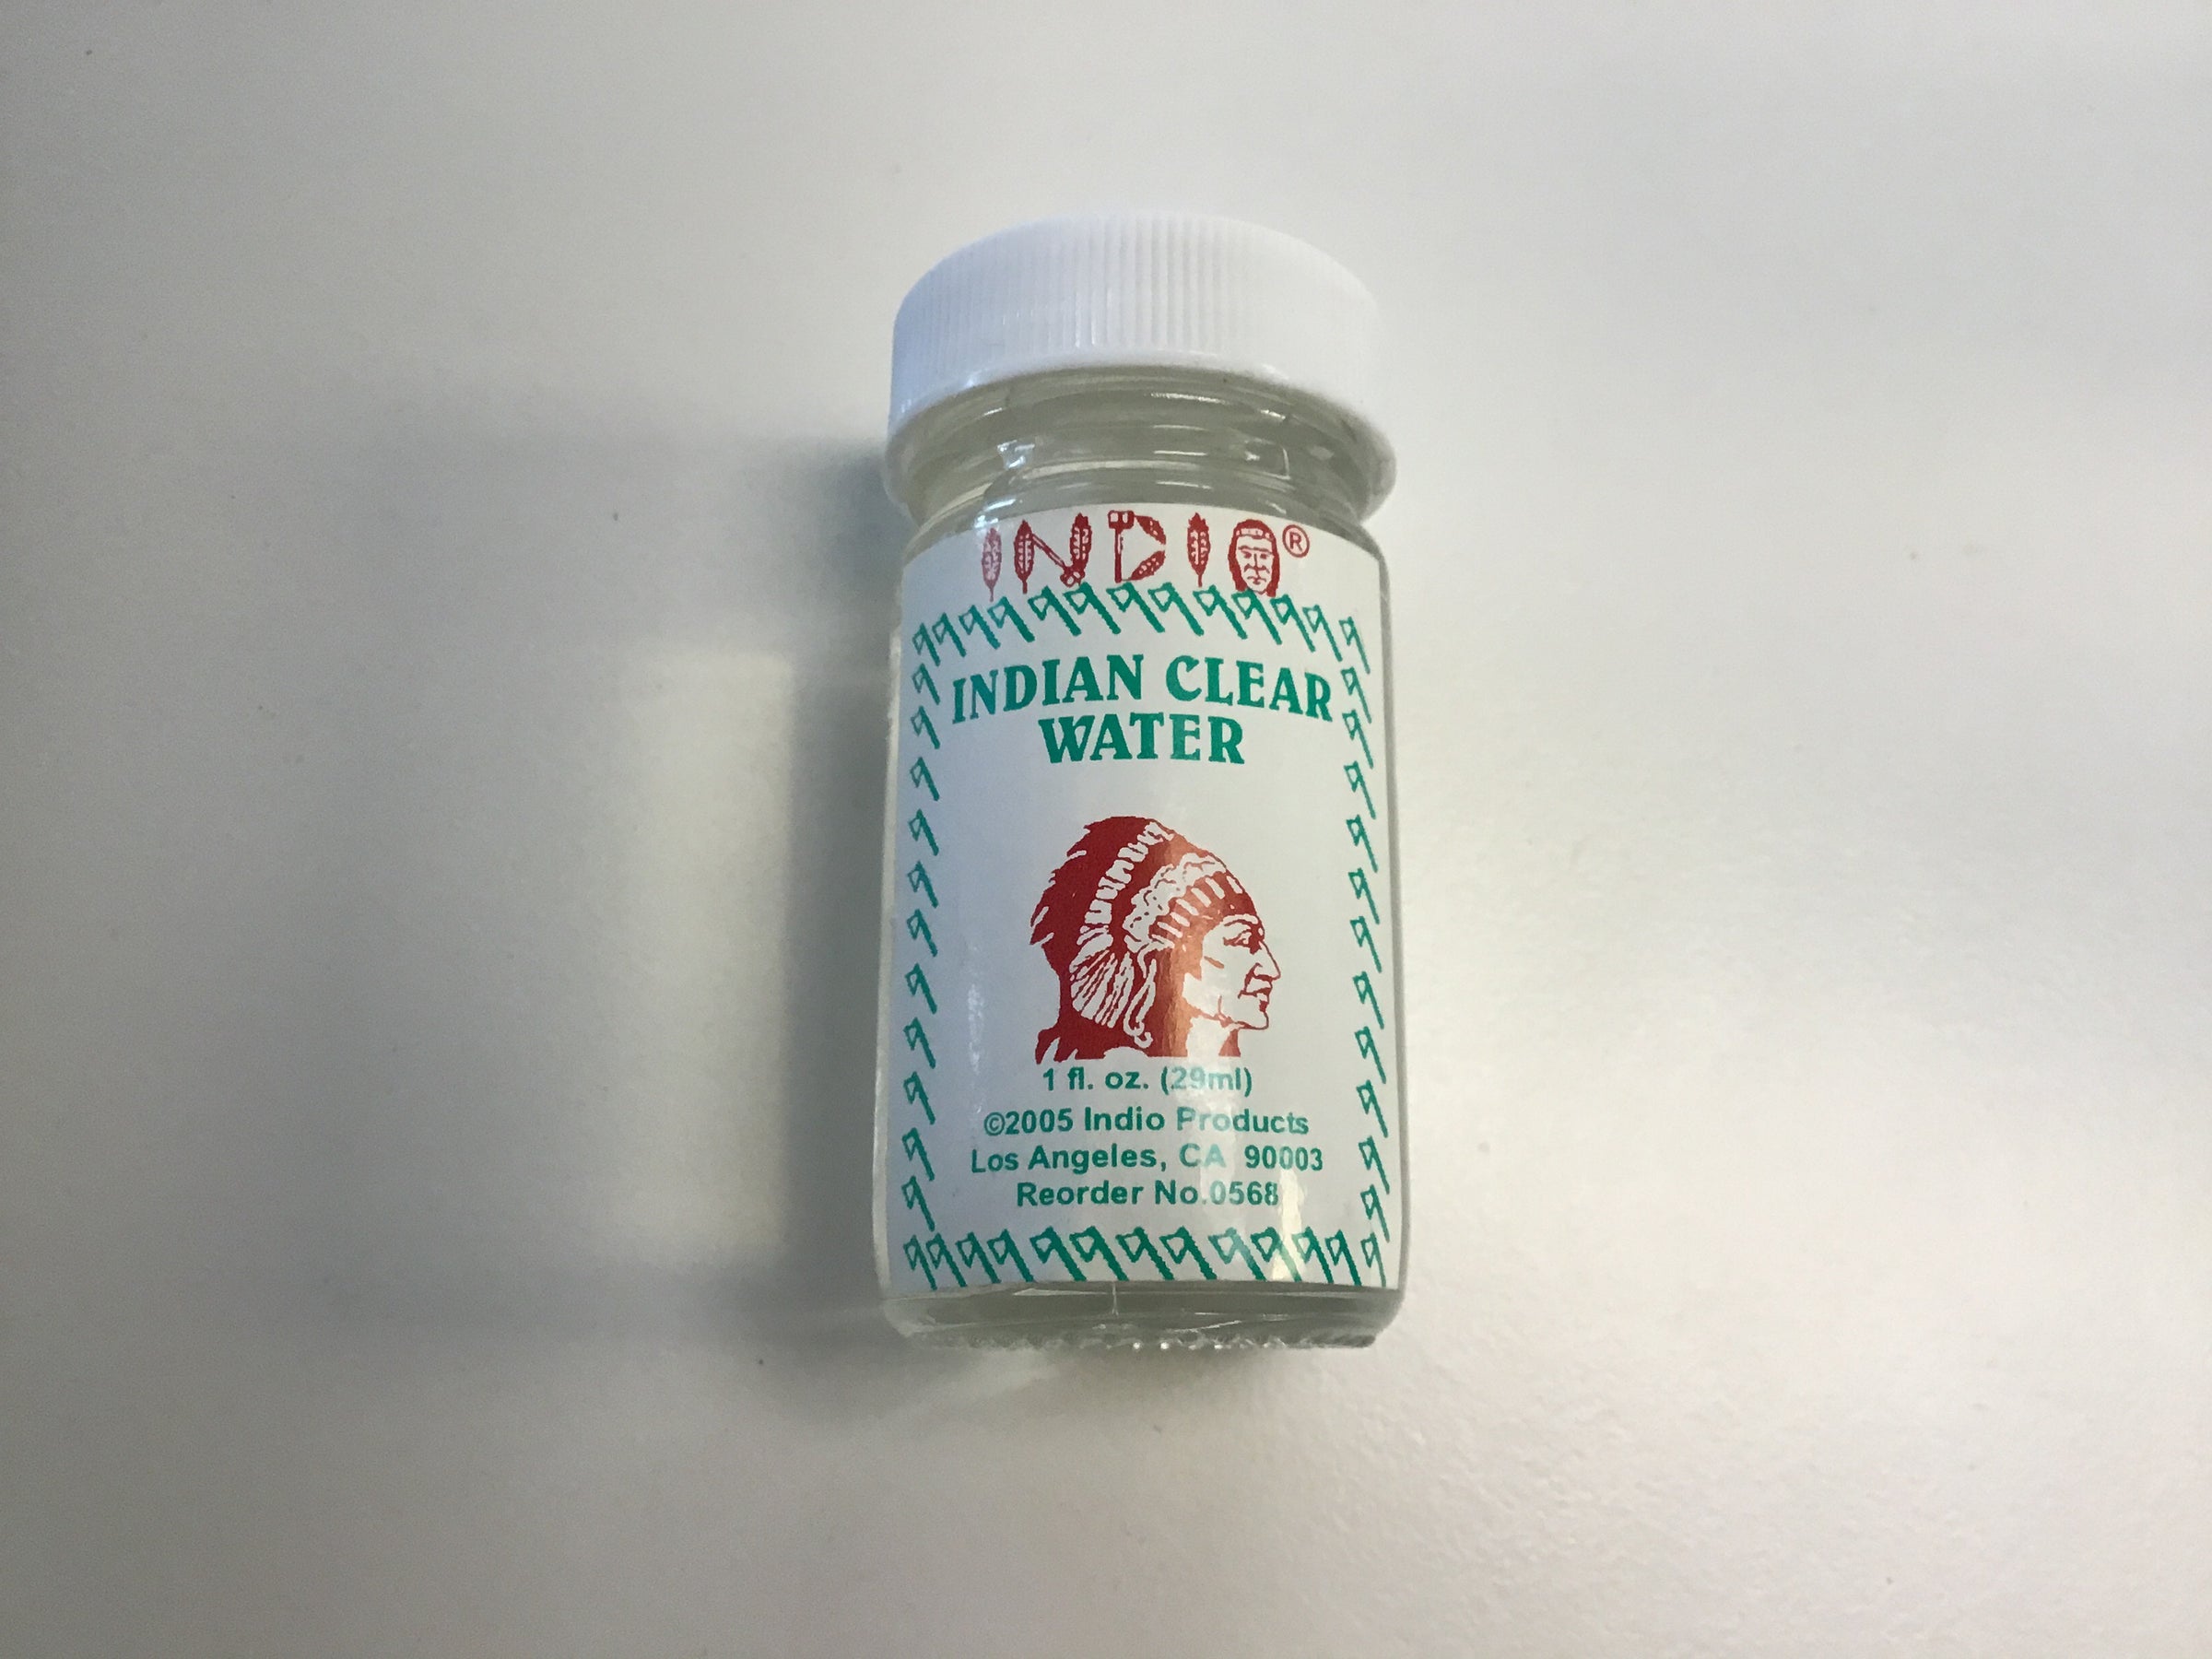 INDIO®
INDIAN CLEAR
WATER
1 fl. oz. (29ml)
©2005 Indio Products
Los Angeles, CA 90003
Reorder No.0568